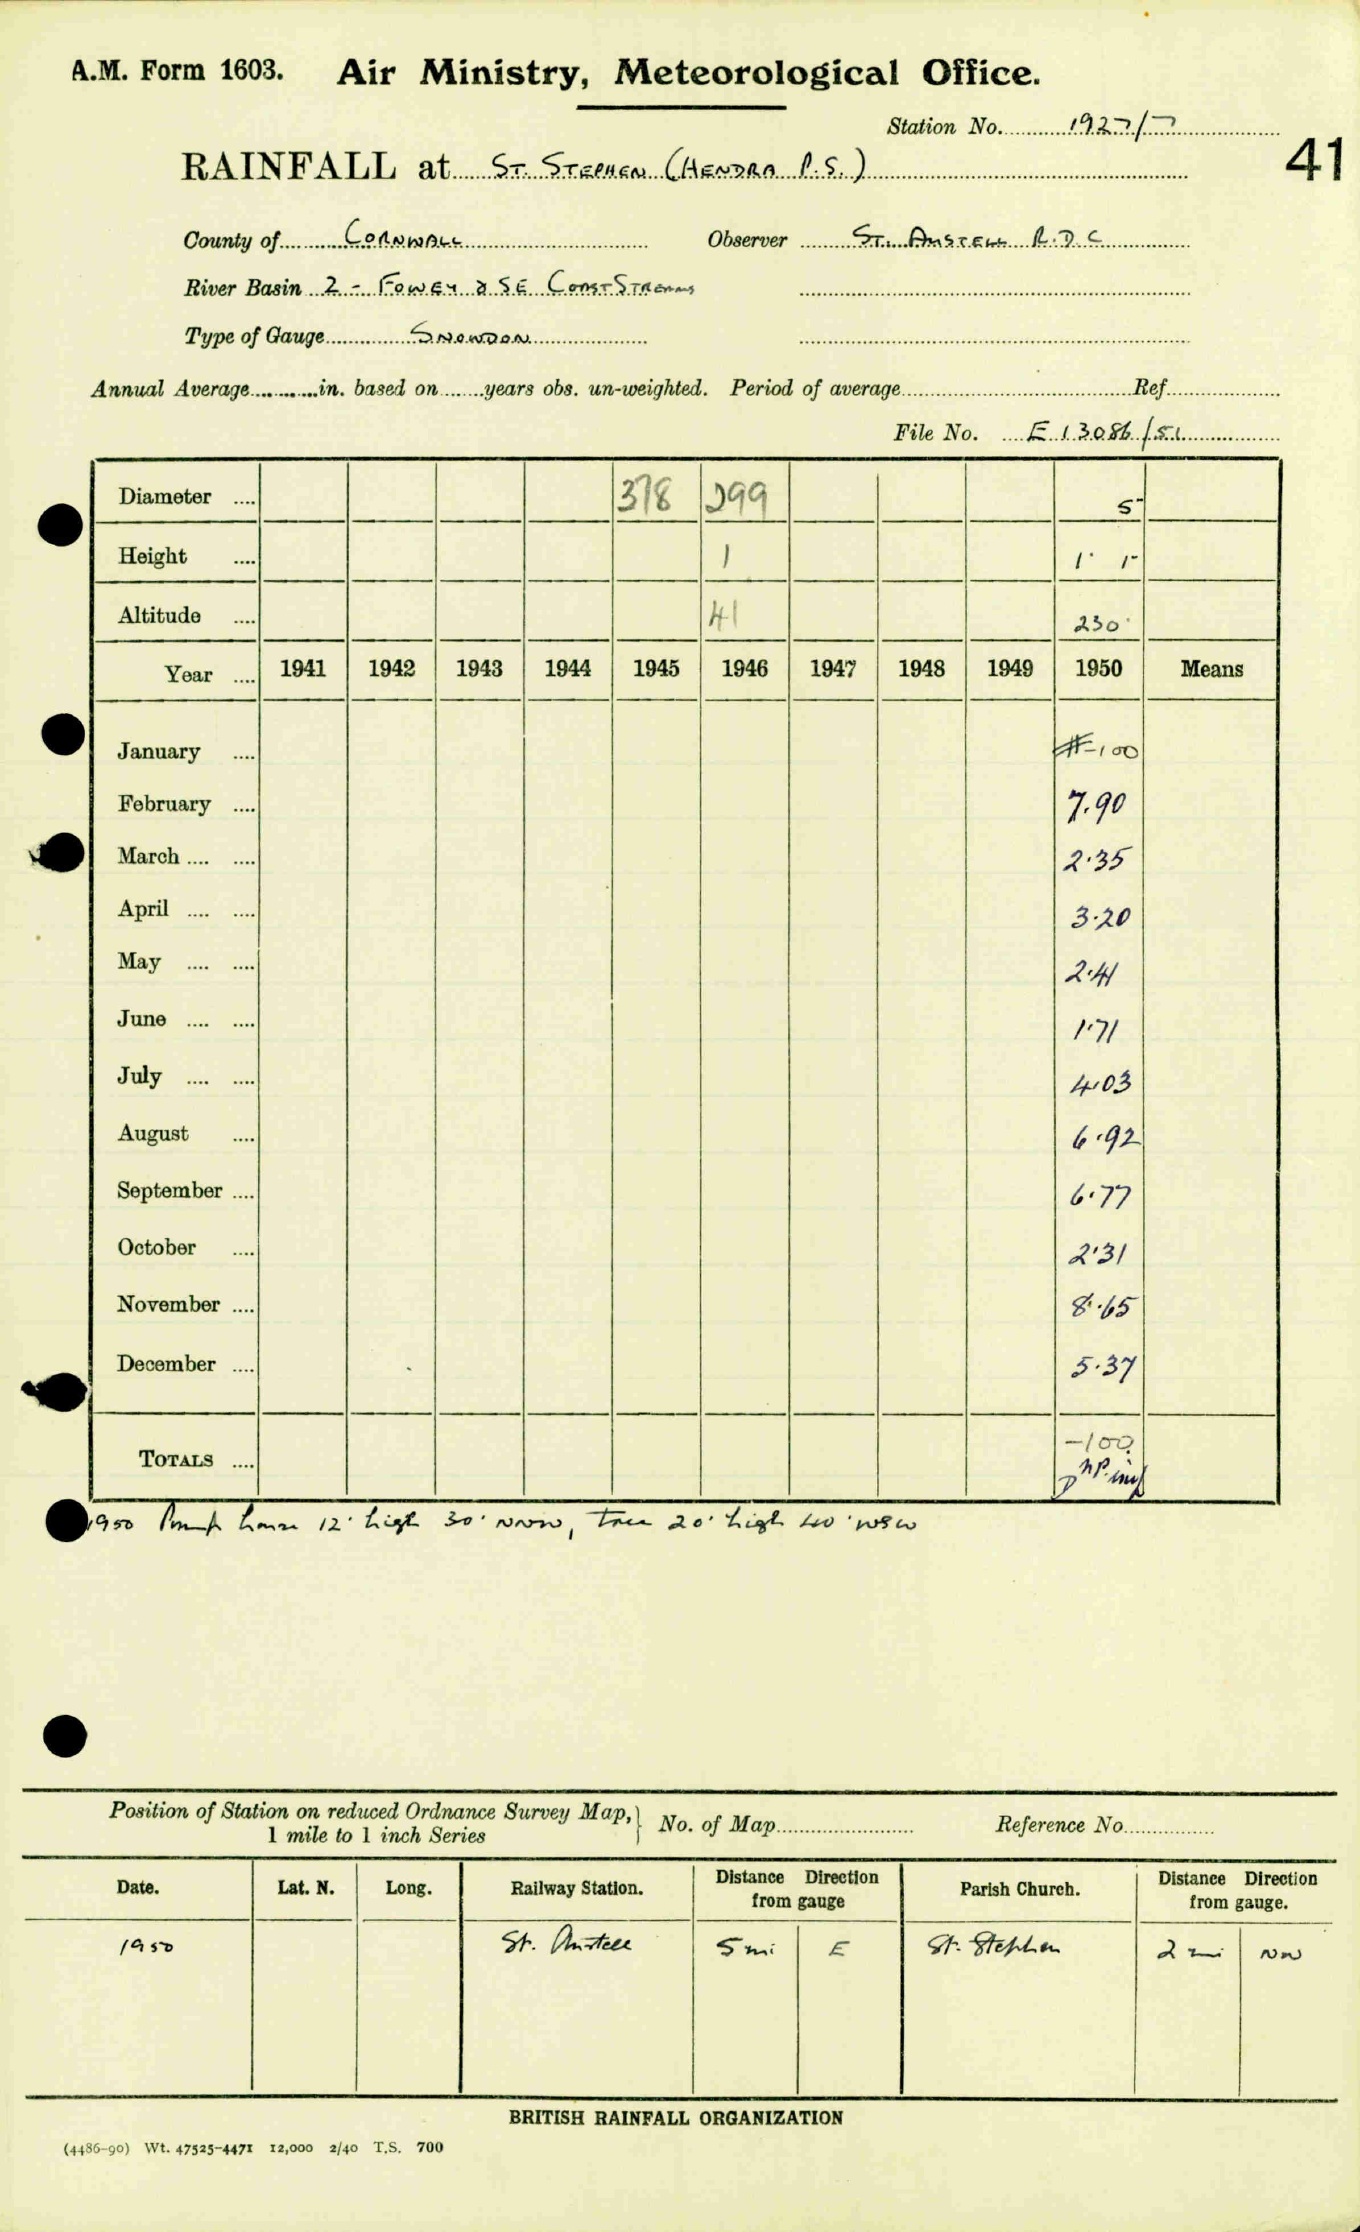 A.M. Form 1603. Air Ministry, Meteorological Office.
Station No. 1927/7
41
RAINFALL at St. Stephen (Hendra P.S.)
County of Cornwall Observer St. Austell R.D.C
River Basin 2 - Fowey & SE Coast Streams
Type of Gauge Snowdon
Annual Average in. based on years obs. un-weighted. Period of average Ref.
File No. E 13086/51
Diameter 378 299 5"
Height 1 1' 1"
Altitude 41 230'
Year 1941 1942 1943 1944 1945 1946 1947 1948 1949 1950 Means
January -100
February 7.90
March 2.35
April 3.20
May 2.41
June 1.71
July 4.03
August 6.92
September 6.77
October 2.31
November 8.65
December 5.37
-100
TOTALS
1950 Pump house 12' high 30' NNW, tree 20' high 40' WSW
Position of Station on reduced Ordnance Survey Map, 1 mile to 1 inch Series } No. of Map Reference No.
Date. Lat. N. Long. Railway Station. Distance Direction from gauge Parish Church. Distance Direction from gauge.
1950 St. Austell 5 mi E St. Stephen 2 mi NW
BRITISH RAINFALL ORGANIZATION
(4486-90) Wt. 47525-4471 12,000 2/40 T.S. 700